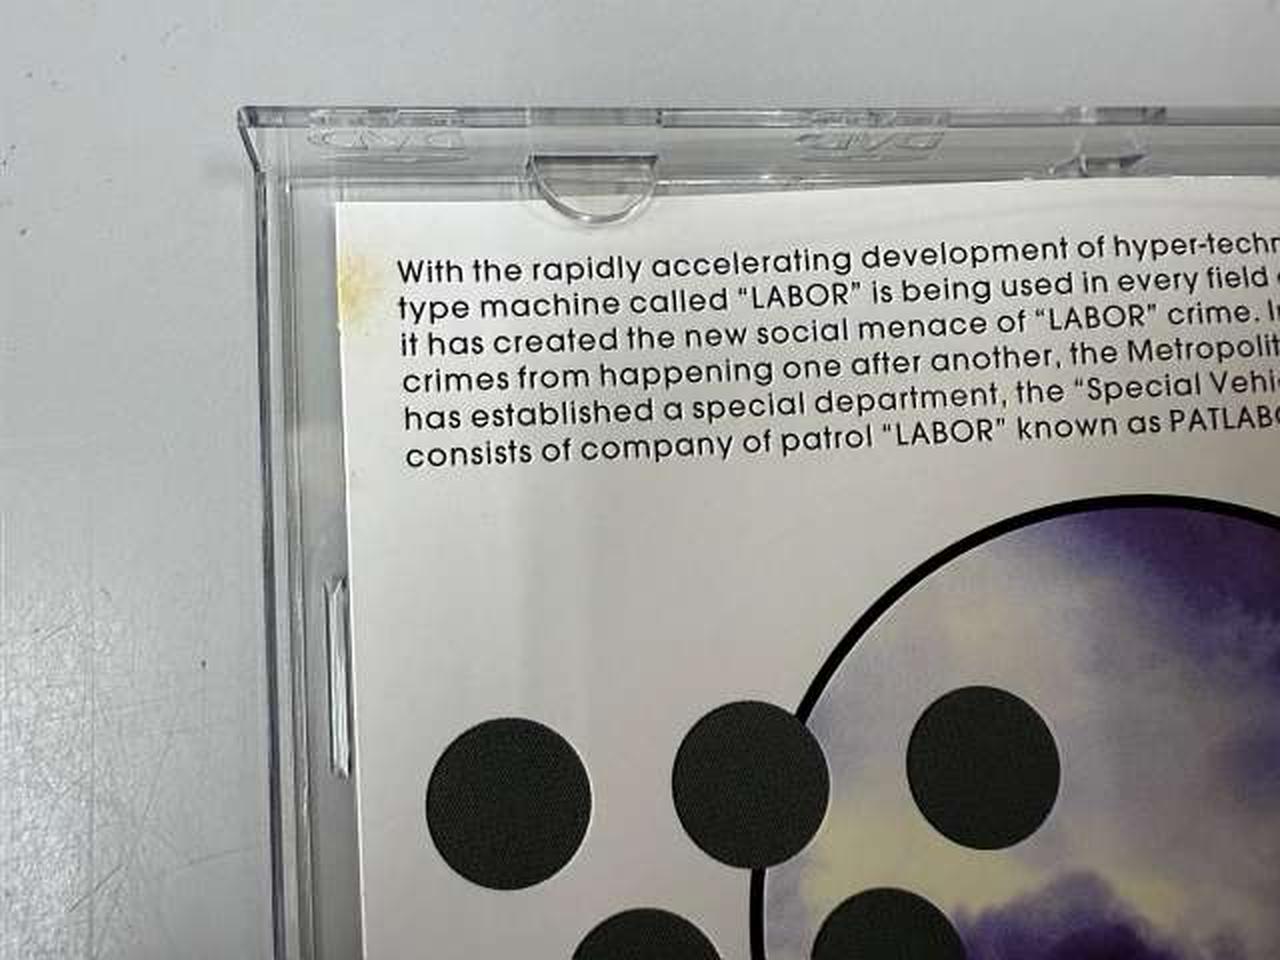 With the rapidly accelerating development of hyper-techn
type machine called “LABOR” is being used in every field
it has created the new social menace of “LABOR” crime.
crimes from happening one after another, the Metropolit
has established a special department, the “Special Vehi
consists of company of patrol “LABOR” known as PATLAB